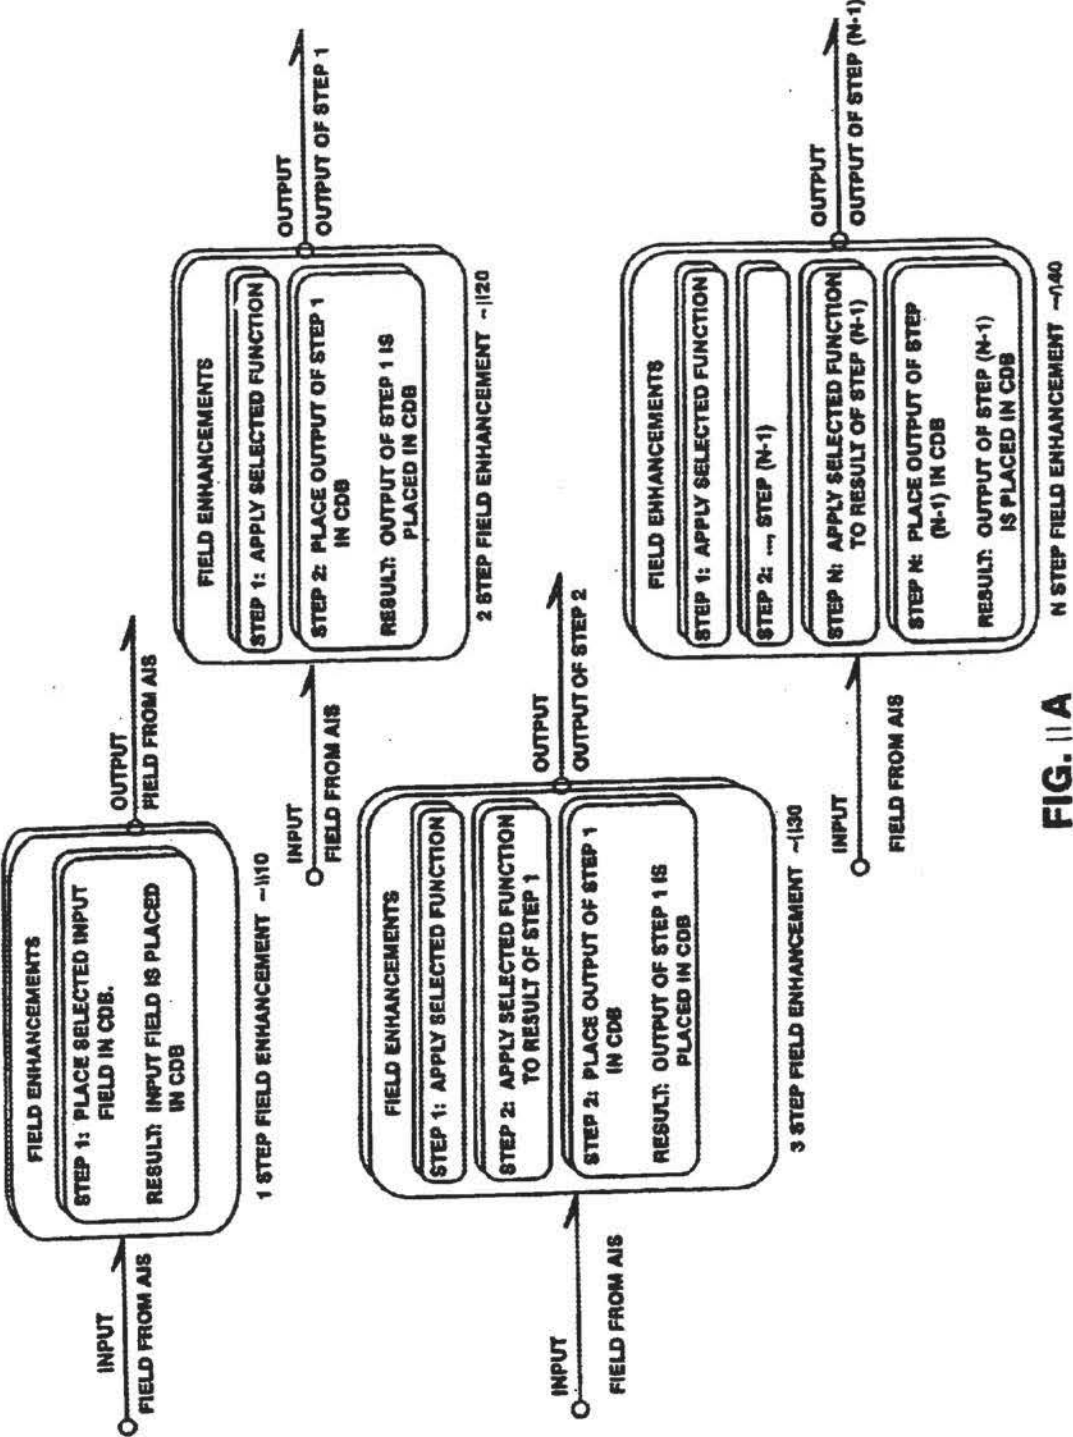 INPUT
FIELD FROM AIS
FIELD ENHANCEMENTS
STEP 1: PLACE SELECTED INPUT
FIELD IN CDB.
RESULT: INPUT FIELD IS PLACED
IN CDB
OUTPUT
FIELD FROM AIS
1 STEP FIELD ENHANCEMENT ~1110
INPUT
FIELD FROM AIS
FIELD ENHANCEMENTS
STEP 1: APPLY SELECTED FUNCTION
STEP 2: PLACE OUTPUT OF STEP 1
IN CDB
RESULT: OUTPUT OF STEP 1 IS
PLACED IN CDB
OUTPUT
OUTPUT OF STEP 1
2 STEP FIELD ENHANCEMENT ~1120
INPUT
FIELD FROM AIS
FIELD ENHANCEMENTS
STEP 1: APPLY SELECTED FUNCTION
STEP 2: APPLY SELECTED FUNCTION
TO RESULT OF STEP 1
STEP 2: PLACE OUTPUT OF STEP 1
IN CDB
RESULT: OUTPUT OF STEP 1 IS
PLACED IN CDB
OUTPUT
OUTPUT OF STEP 2
3 STEP FIELD ENHANCEMENT ~1130
INPUT
FIELD FROM AIS
FIELD ENHANCEMENTS
STEP 1: APPLY SELECTED FUNCTION
STEP 2: ..., STEP (N-1)
STEP N: APPLY SELECTED FUNCTION
TO RESULT OF STEP (N-1)
STEP N: PLACE OUTPUT OF STEP
(N-1) IN CDB
RESULT: OUTPUT OF STEP (N-1)
IS PLACED IN CDB
OUTPUT
OUTPUT OF STEP (N-1)
N STEP FIELD ENHANCEMENT ~1140
FIG. 11A